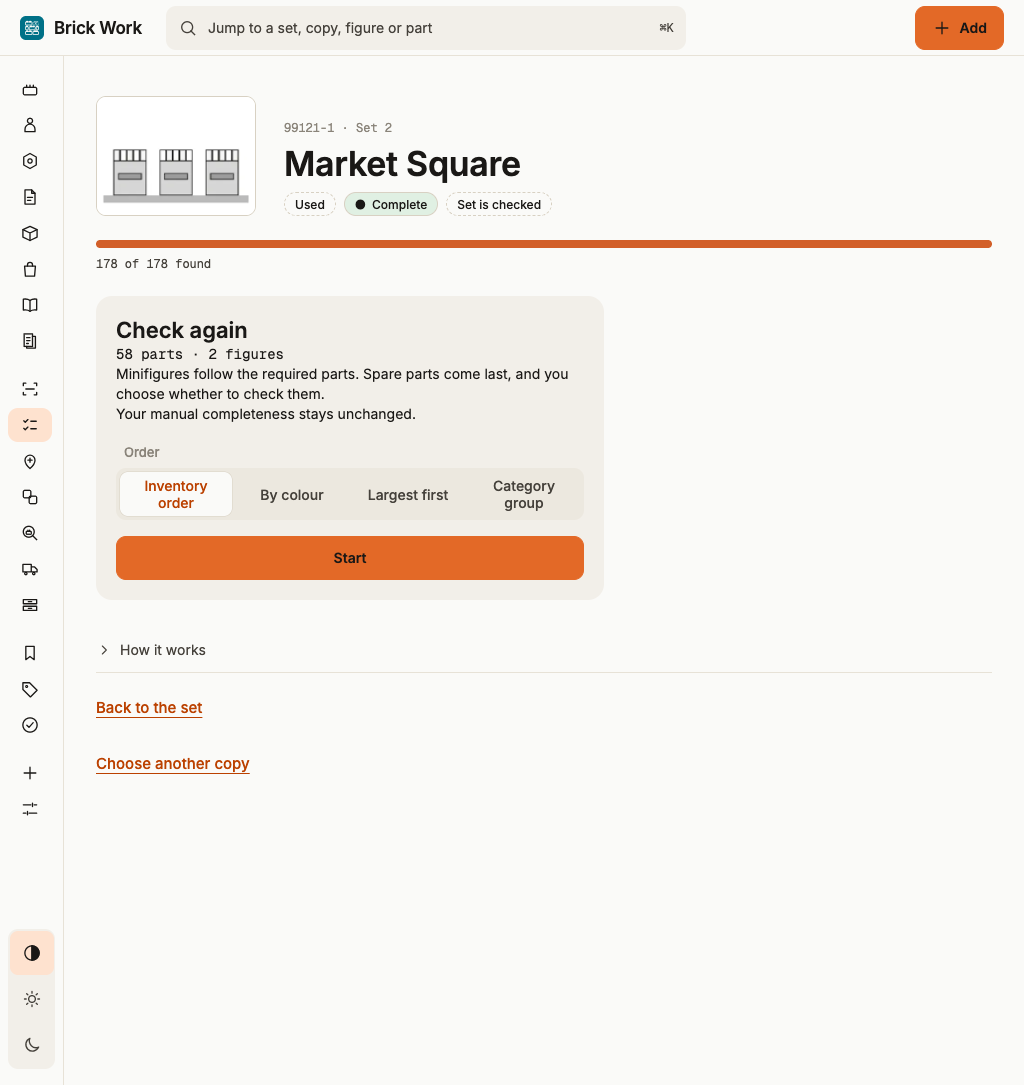 Brick Work
Jump to a set, copy, figure or part
⌘K
Add
99121-1 · Set 2
Market Square
Used
Complete
Set is checked
178 of 178 found
Check again
58 parts · 2 figures
Minifigures follow the required parts. Spare parts come last, and you
choose whether to check them.
Your manual completeness stays unchanged.
Order
Inventory
order
By colour
Largest first
Category
group
Start
How it works
Back to the set
Choose another copy